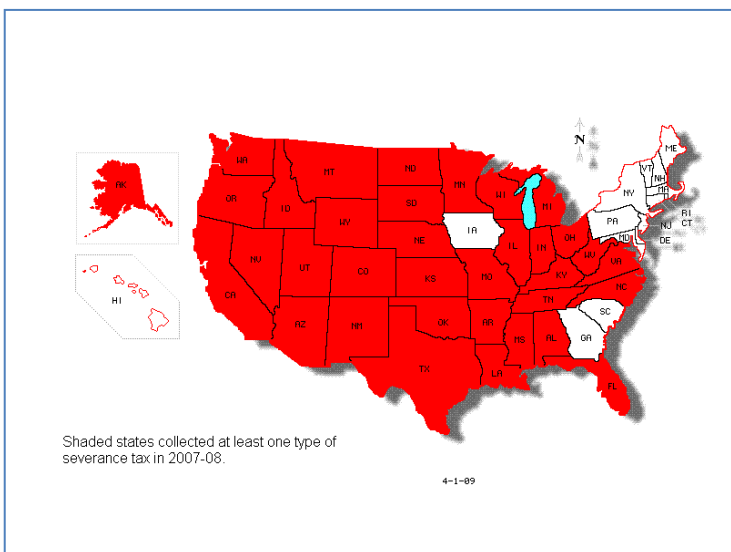 N
ME
WA
MT
ND
MN
VT
NH
AK
OR
ID
SD
WI
MI
NY
MA
WY
RI
CT
IA
PA
NJ
NE
DE
NV
UT
CO
IL
IN
OH
MD
HI
CA
KS
MO
WV
VA
KY
NC
AZ
NM
OK
AR
TN
SC
TX
MS
AL
GA
LA
FL
Shaded states collected at least one type of
severance tax in 2007-08.
4-1-09